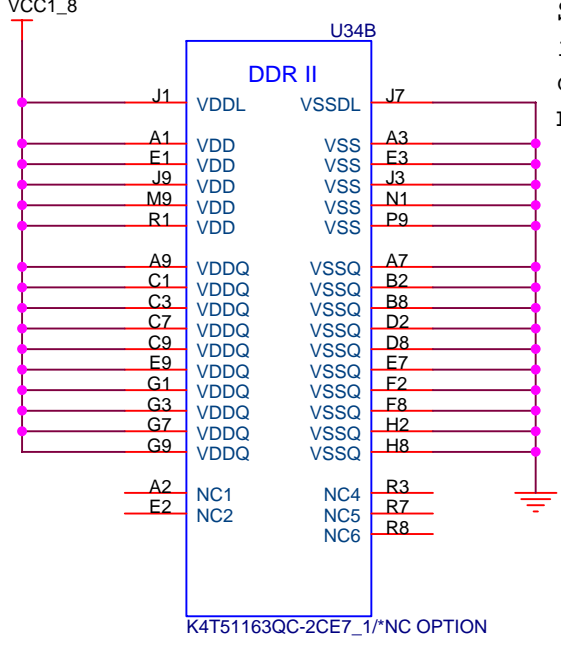 VCC1_8
U34B
DDR II
J1 VDDL VSSDL J7
A1 VDD VSS A3
E1 VDD VSS E3
J9 VDD VSS J3
M9 VDD VSS N1
R1 VDD VSS P9
A9 VDDQ VSSQ A7
C1 VDDQ VSSQ B2
C3 VDDQ VSSQ B8
C7 VDDQ VSSQ D2
C9 VDDQ VSSQ D8
E9 VDDQ VSSQ E7
G1 VDDQ VSSQ F2
G3 VDDQ VSSQ F8
G7 VDDQ VSSQ H2
G9 VDDQ VSSQ H8
A2 NC1 NC4 R3
E2 NC2 NC5 R7
NC6 R8
K4T51163QC-2CE7_1/*NC OPTION